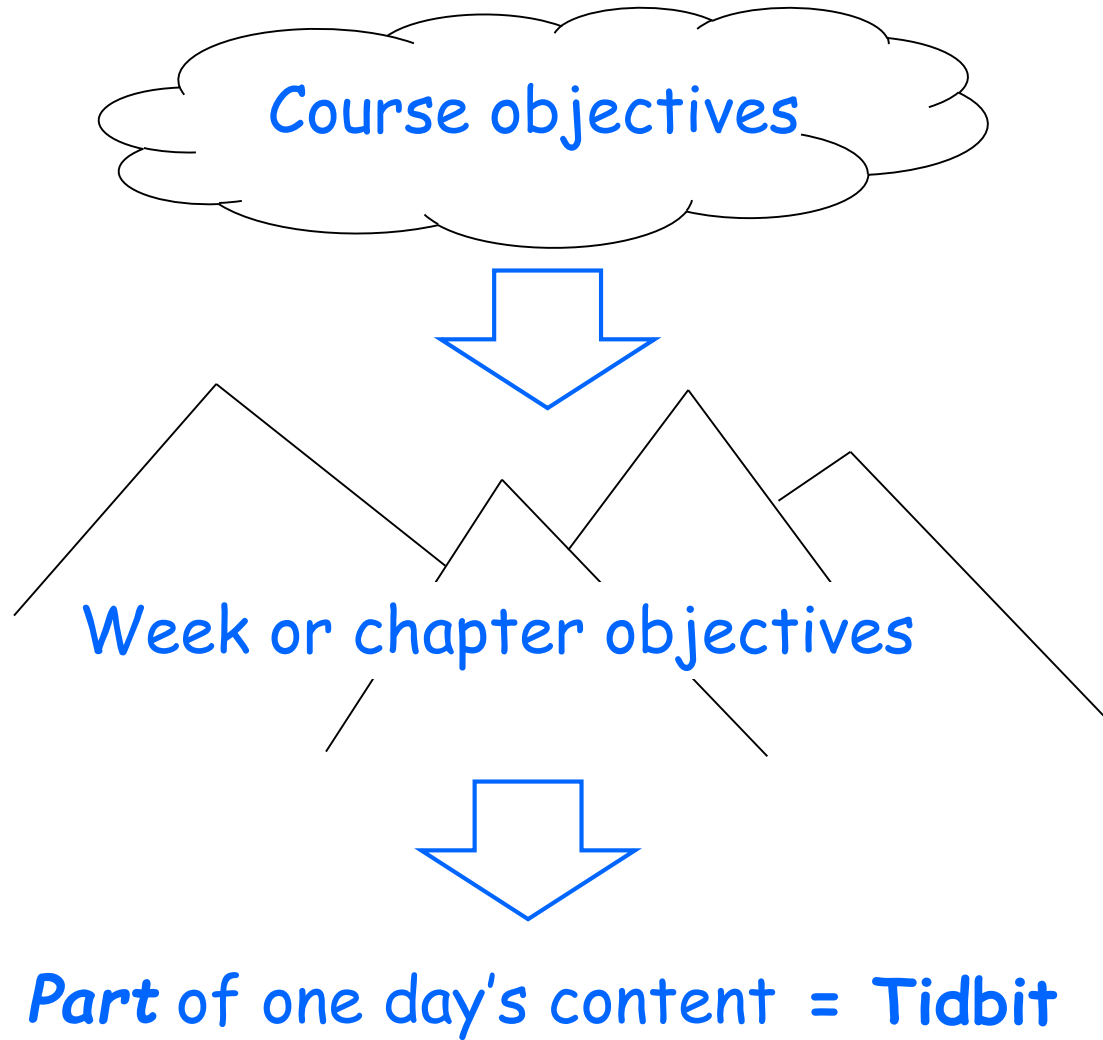 Course objectives
Week or chapter objectives
Part of one day’s content = Tidbit